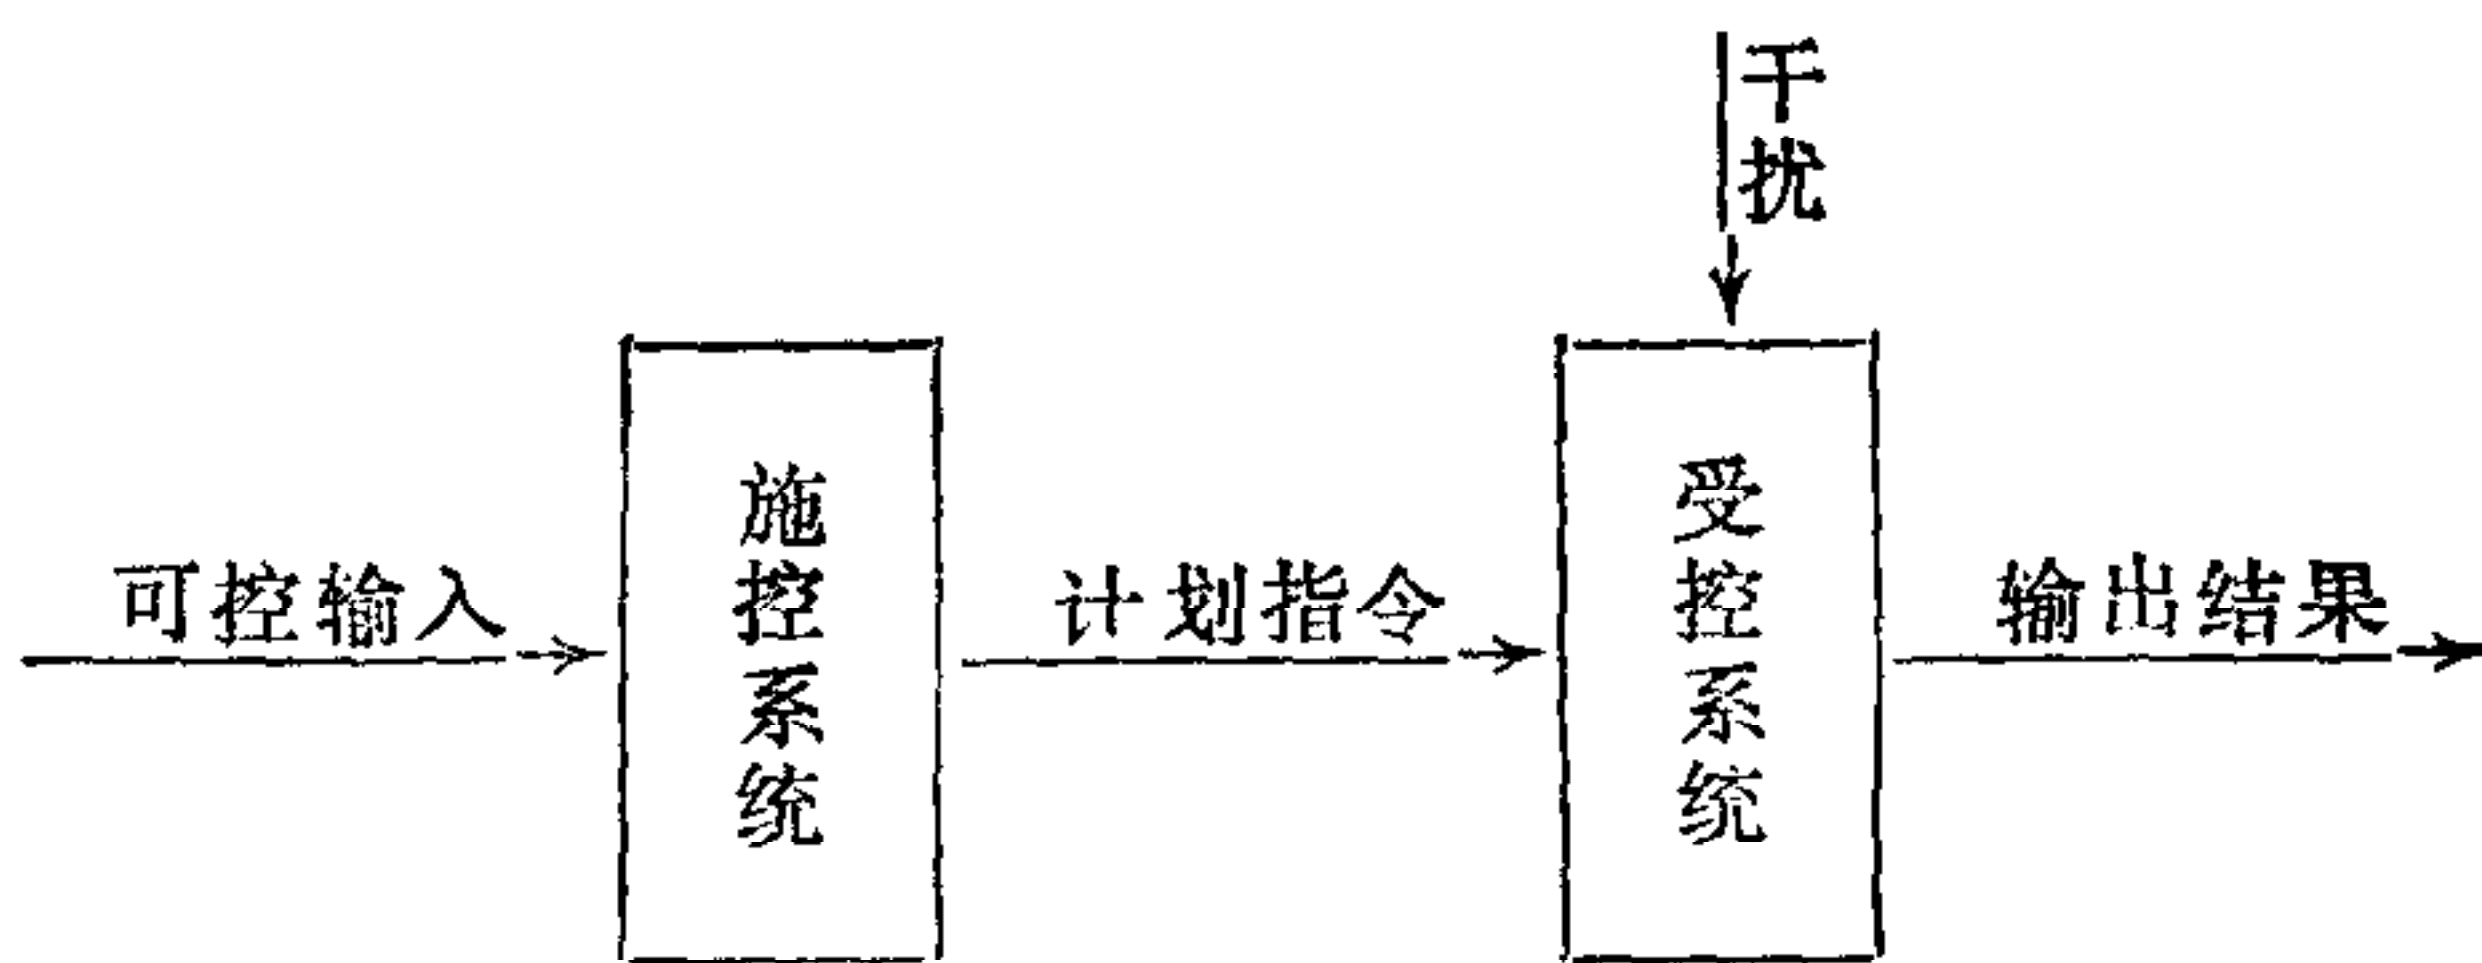 干扰
可控输入
施控系统
计划指令
受控系统
输出结果